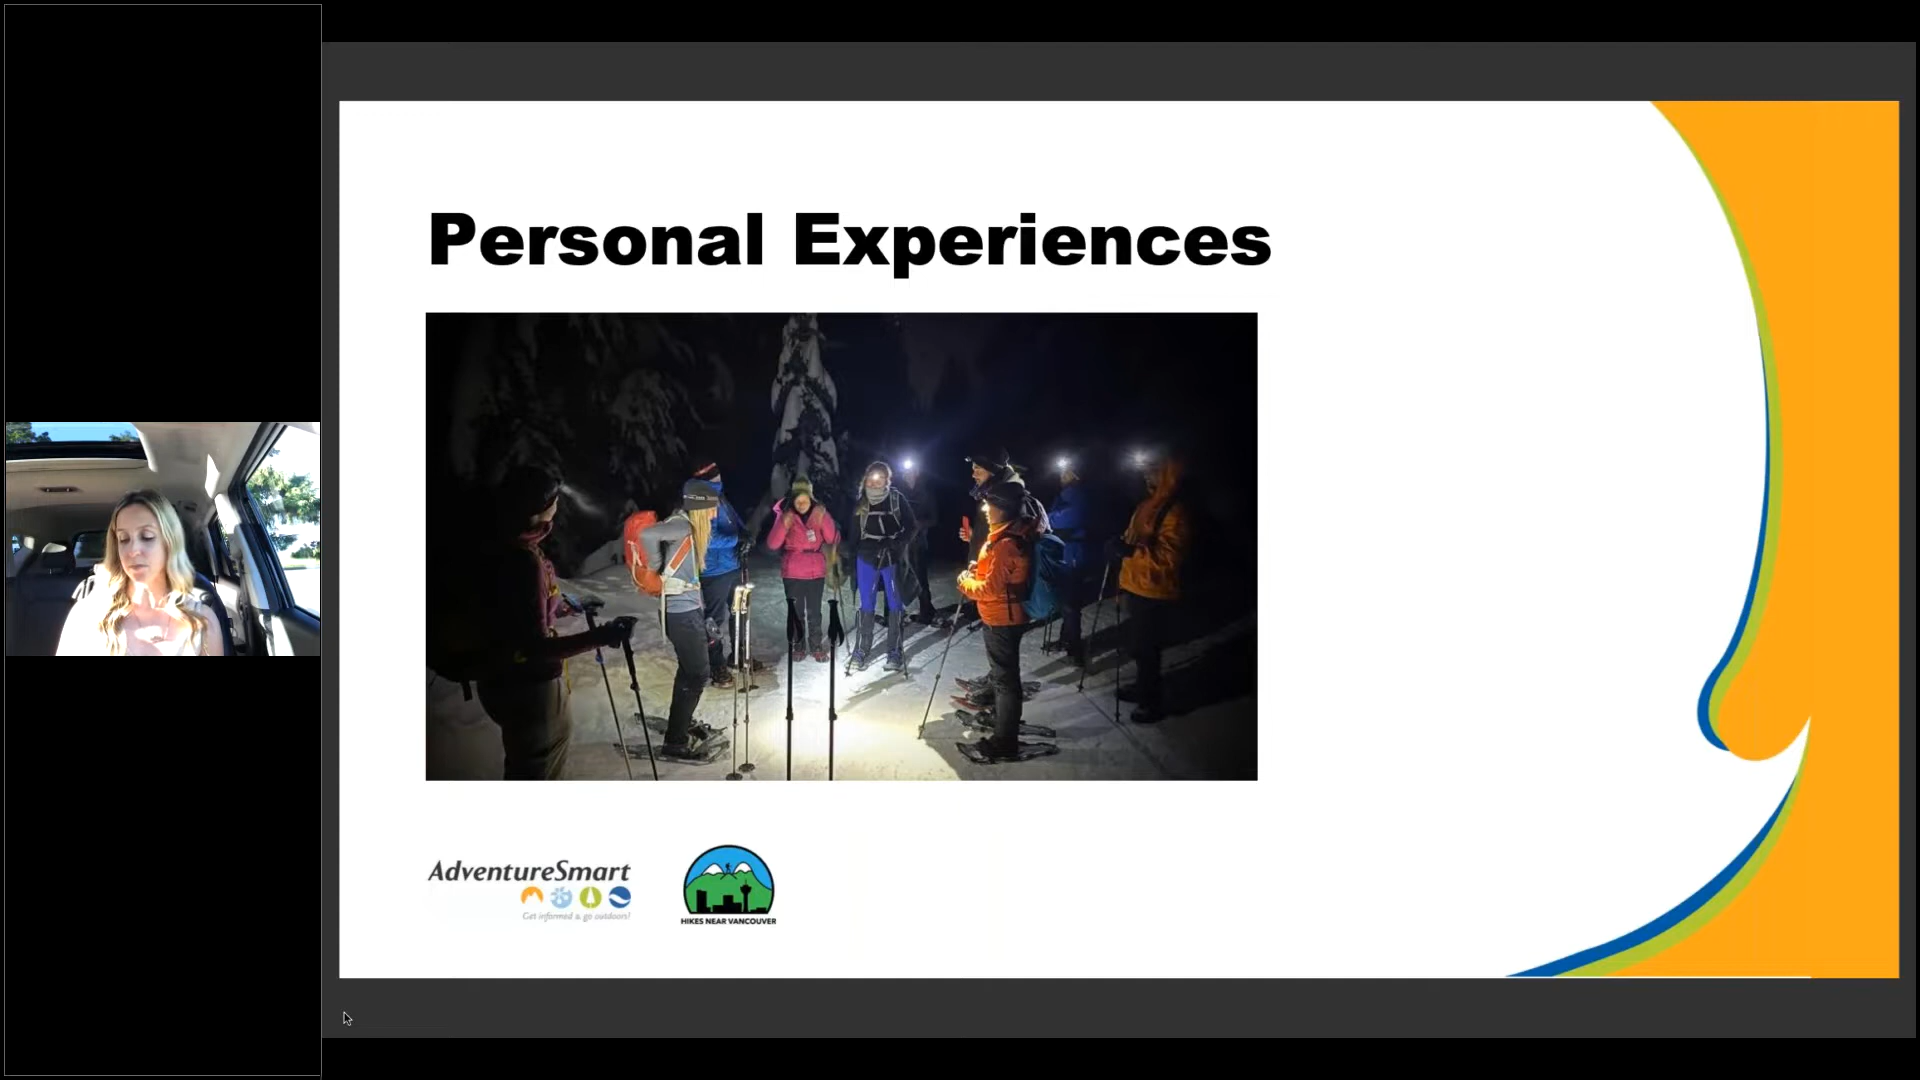 Personal Experiences
AdventureSmart
Get informed & go outdoors!
HIKES NEAR VANCOUVER